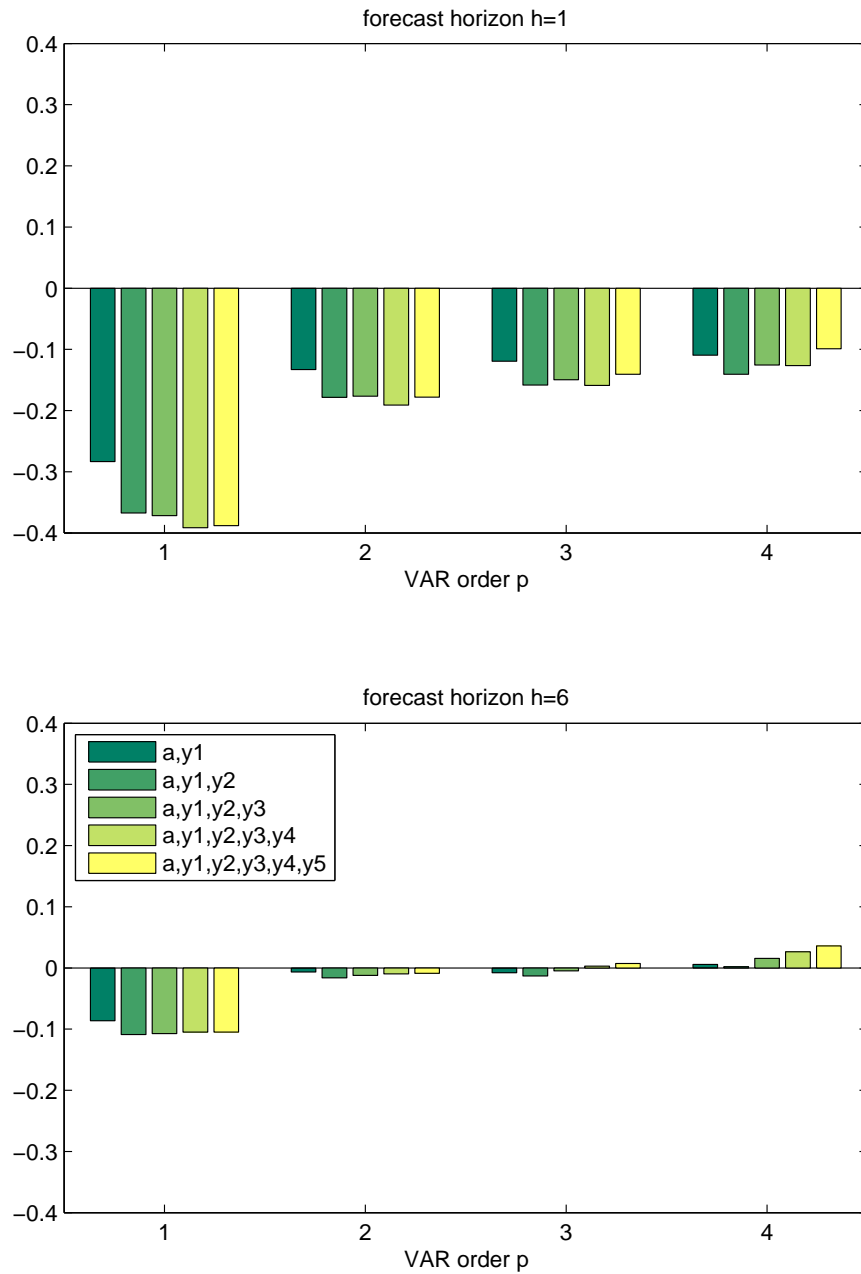 forecast horizon h=1
0.4
0.3
0.2
0.1
0
−0.1
−0.2
−0.3
−0.4
1 2 3 4
VAR order p
forecast horizon h=6
0.4
0.3
0.2
0.1
0
−0.1
−0.2
−0.3
−0.4
a,y1
a,y1,y2
a,y1,y2,y3
a,y1,y2,y3,y4
a,y1,y2,y3,y4,y5
1 2 3 4
VAR order p